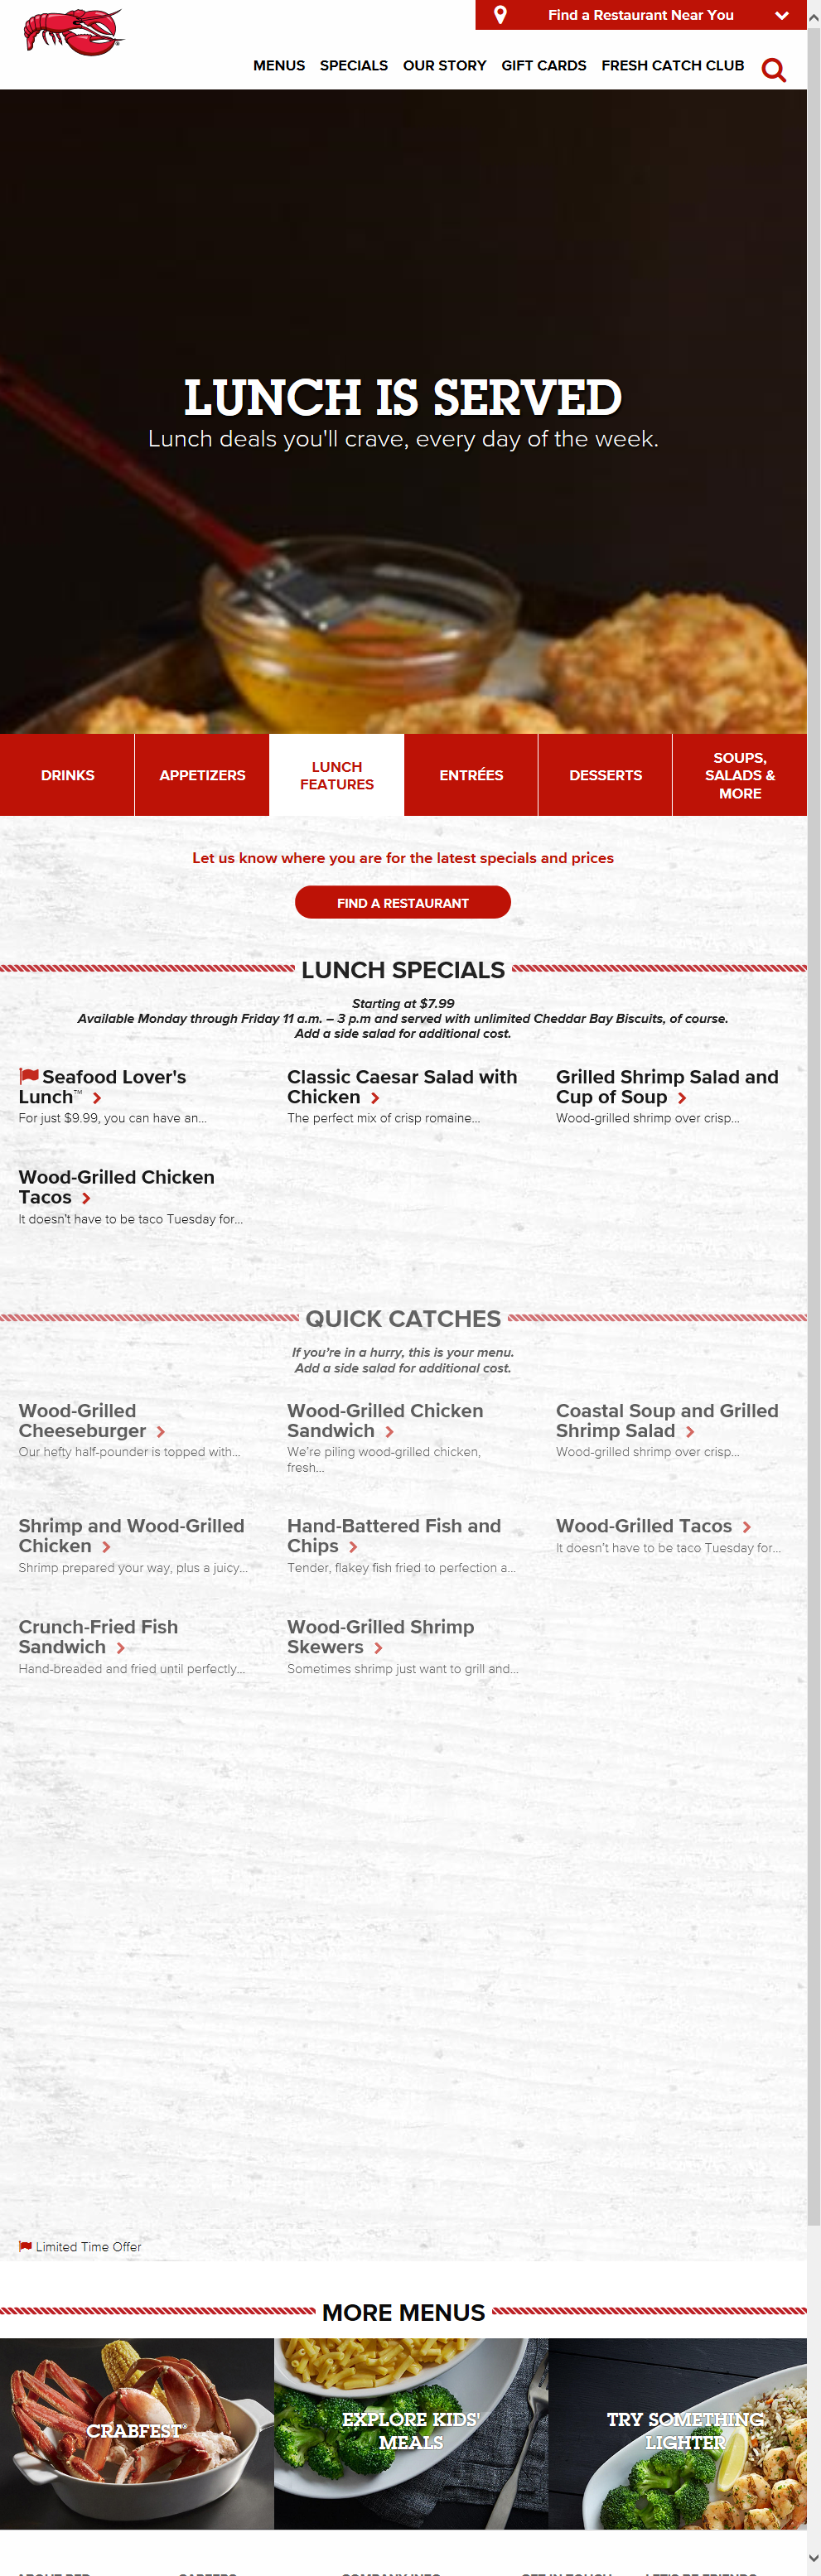 Find a Restaurant Near You
MENUS SPECIALS OUR STORY GIFT CARDS FRESH CATCH CLUB
LUNCH IS SERVED
Lunch deals you'll crave, every day of the week.
DRINKS
APPETIZERS
LUNCH
FEATURES
ENTRÉES
DESSERTS
SOUPS,
SALADS &
MORE
Let us know where you are for the latest specials and prices
FIND A RESTAURANT
LUNCH SPECIALS
Starting at $7.99
Available Monday through Friday 11 a.m. – 3 p.m and served with unlimited Cheddar Bay Biscuits, of course.
Add a side salad for additional cost.
Seafood Lover's
Lunch™
For just $9.99, you can have an...
Classic Caesar Salad with
Chicken
The perfect mix of crisp romaine...
Grilled Shrimp Salad and
Cup of Soup
Wood-grilled shrimp over crisp...
Wood-Grilled Chicken
Tacos
It doesn't have to be taco Tuesday for...
QUICK CATCHES
If you're in a hurry, this is your menu.
Add a side salad for additional cost.
Wood-Grilled
Cheeseburger
Our hefty half-pounder is topped with...
Wood-Grilled Chicken
Sandwich
We're piling wood-grilled chicken,
fresh...
Coastal Soup and Grilled
Shrimp Salad
Wood-grilled shrimp over crisp...
Shrimp and Wood-Grilled
Chicken
Shrimp prepared your way, plus a juicy...
Hand-Battered Fish and
Chips
Tender, flakey fish fried to perfection a...
Wood-Grilled Tacos
It doesn't have to be taco Tuesday for...
Crunch-Fried Fish
Sandwich
Hand-breaded and fried until perfectly...
Wood-Grilled Shrimp
Skewers
Sometimes shrimp just want to grill and...
Limited Time Offer
MORE MENUS
CRABFEST®
EXPLORE KIDS'
MEALS
TRY SOMETHING
LIGHTER